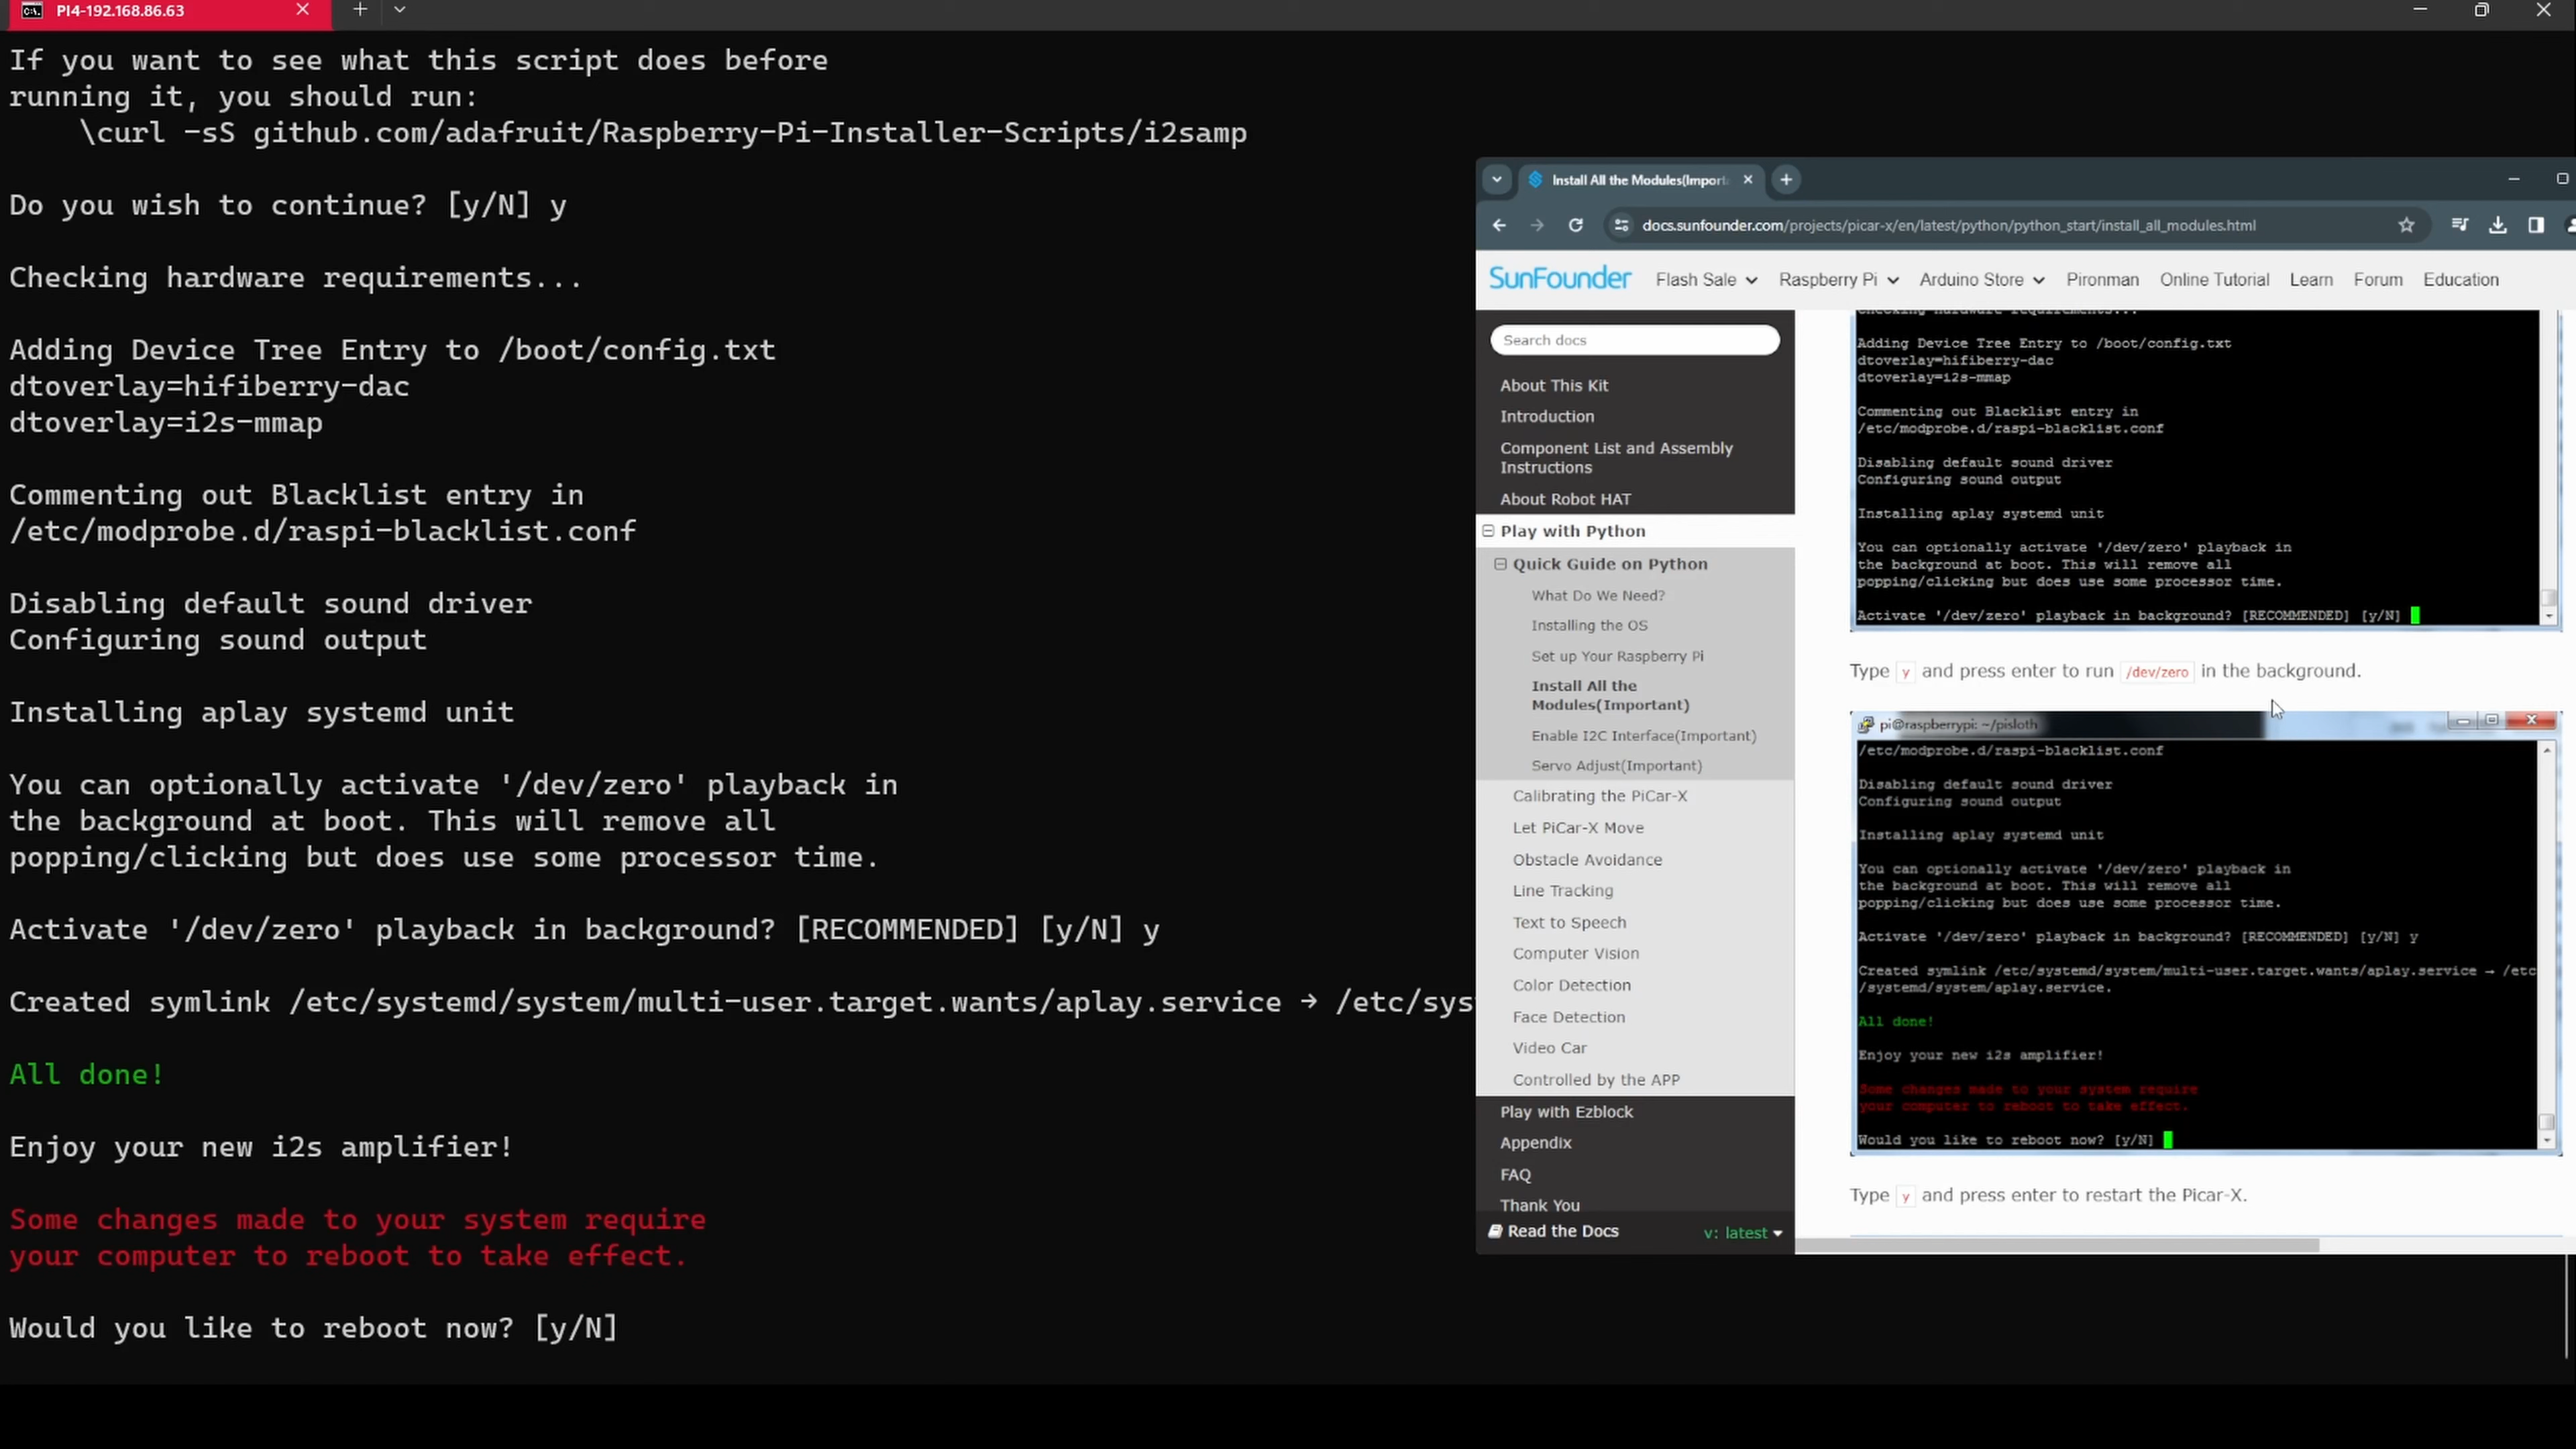 PI4-192.168.86.63
If you want to see what this script does before
running it, you should run:
\curl -sS github.com/adafruit/Raspberry-Pi-Installer-Scripts/i2samp
Do you wish to continue? [y/N] y
Checking hardware requirements...
Adding Device Tree Entry to /boot/config.txt
dtoverlay=hifiberry-dac
dtoverlay=i2s-mmap
Commenting out Blacklist entry in
/etc/modprobe.d/raspi-blacklist.conf
Disabling default sound driver
Configuring sound output
Installing aplay systemd unit
You can optionally activate '/dev/zero' playback in
the background at boot. This will remove all
popping/clicking but does use some processor time.
Activate '/dev/zero' playback in background? [RECOMMENDED] [y/N] y
Created symlink /etc/systemd/system/multi-user.target.wants/aplay.service → /etc/sys
All done!
Enjoy your new i2s amplifier!
Some changes made to your system require
your computer to reboot to take effect.
Would you like to reboot now? [y/N]
Install All the Modules(Import
docs.sunfounder.com/projects/picar-x/en/latest/python/python_start/install_all_modules.html
SunFounder
Flash Sale
Raspberry Pi
Arduino Store
Pironman
Online Tutorial
Learn
Forum
Education
Search docs
About This Kit
Introduction
Component List and Assembly
Instructions
About Robot HAT
Play with Python
Quick Guide on Python
What Do We Need?
Installing the OS
Set up Your Raspberry Pi
Install All the
Modules(Important)
Enable I2C Interface(Important)
Servo Adjust(Important)
Calibrating the PiCar-X
Let PiCar-X Move
Obstacle Avoidance
Line Tracking
Text to Speech
Computer Vision
Color Detection
Face Detection
Video Car
Controlled by the APP
Play with Ezblock
Appendix
FAQ
Thank You
Read the Docs
v: latest
Checking hardware requirements...
Adding Device Tree Entry to /boot/config.txt
dtoverlay=hifiberry-dac
dtoverlay=i2s-mmap
Commenting out Blacklist entry in
/etc/modprobe.d/raspi-blacklist.conf
Disabling default sound driver
Configuring sound output
Installing aplay systemd unit
You can optionally activate '/dev/zero' playback in
the background at boot. This will remove all
popping/clicking but does use some processor time.
Activate '/dev/zero' playback in background? [RECOMMENDED] [y/N]
Type y and press enter to run /dev/zero in the background.
pi@raspberrypi: ~/pisloth
/etc/modprobe.d/raspi-blacklist.conf
Disabling default sound driver
Configuring sound output
Installing aplay systemd unit
You can optionally activate '/dev/zero' playback in
the background at boot. This will remove all
popping/clicking but does use some processor time.
Activate '/dev/zero' playback in background? [RECOMMENDED] [y/N] y
Created symlink /etc/systemd/system/multi-user.target.wants/aplay.service → /etc
/systemd/system/aplay.service.
All done!
Enjoy your new i2s amplifier!
Some changes made to your system require
your computer to reboot to take effect.
Would you like to reboot now? [y/N]
Type y and press enter to restart the Picar-X.